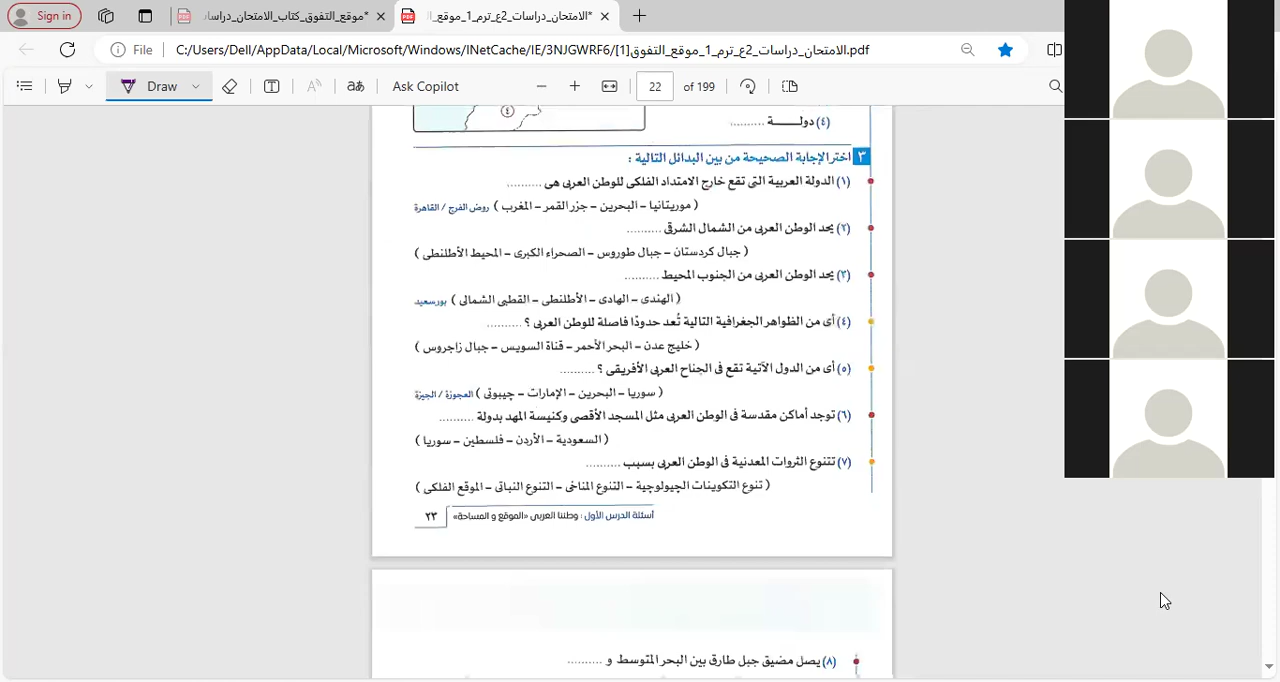 Sign in
موقع_التفوق_كتاب_الامتحان_دراسا*
الامتحان_دراسات_2ع_ترم_1_موقع_ا*
File
C:/Users/Dell/AppData/Local/Microsoft/Windows/INetCache/IE/3NJGWRF6/[1]الامتحان_دراسات_2ع_ترم_1_موقع_التفوق.pdf
Draw
aあ
Ask Copilot
22
of 199
٤
(٤) دولـــــة ..........
٣ اختر الإجابة الصحيحة من بين البدائل التالية :
(١) الدولة العربية التى تقع خارج الامتداد الفلكى للوطن العربى هى ..........
( موريتانيا – البحرين – جزر القمر – المغرب ) روض الفرج / القاهرة
(٢) يحد الوطن العربى من الشمال الشرقى ..........
( جبال كردستان – جبال طوروس – الصحراء الكبرى – المحيط الأطلنطى )
(٣) يحد الوطن العربى من الجنوب المحيط ..........
( الهندى – الهادى – الأطلنطى – القطبى الشمالى ) بورسعيد
(٤) أى من الظواهر الجغرافية التالية تُعد حدودًا فاصلة للوطن العربى ؟ ..........
( خليج عدن – البحر الأحمر – قناة السويس – جبال زاجروس )
(٥) أى من الدول الآتية تقع فى الجناح العربى الأفريقى ؟ ..........
( سوريا – البحرين – الإمارات – چيبوتى ) العجوزة / الجيزة
(٦) توجد أماكن مقدسة فى الوطن العربى مثل المسجد الأقصى وكنيسة المهد بدولة ..........
( السعودية – الأردن – فلسطين – سوريا )
(٧) تتنوع الثروات المعدنية فى الوطن العربى بسبب ..........
( تنوع التكوينات الچيولوجية – التنوع المناخى – التنوع النباتى – الموقع الفلكى )
أسئلة الدرس الأول : وطننا العربى «الموقع و المساحة» ٢٣
(٨) يصل مضيق جبل طارق بين البحر المتوسط و ..........